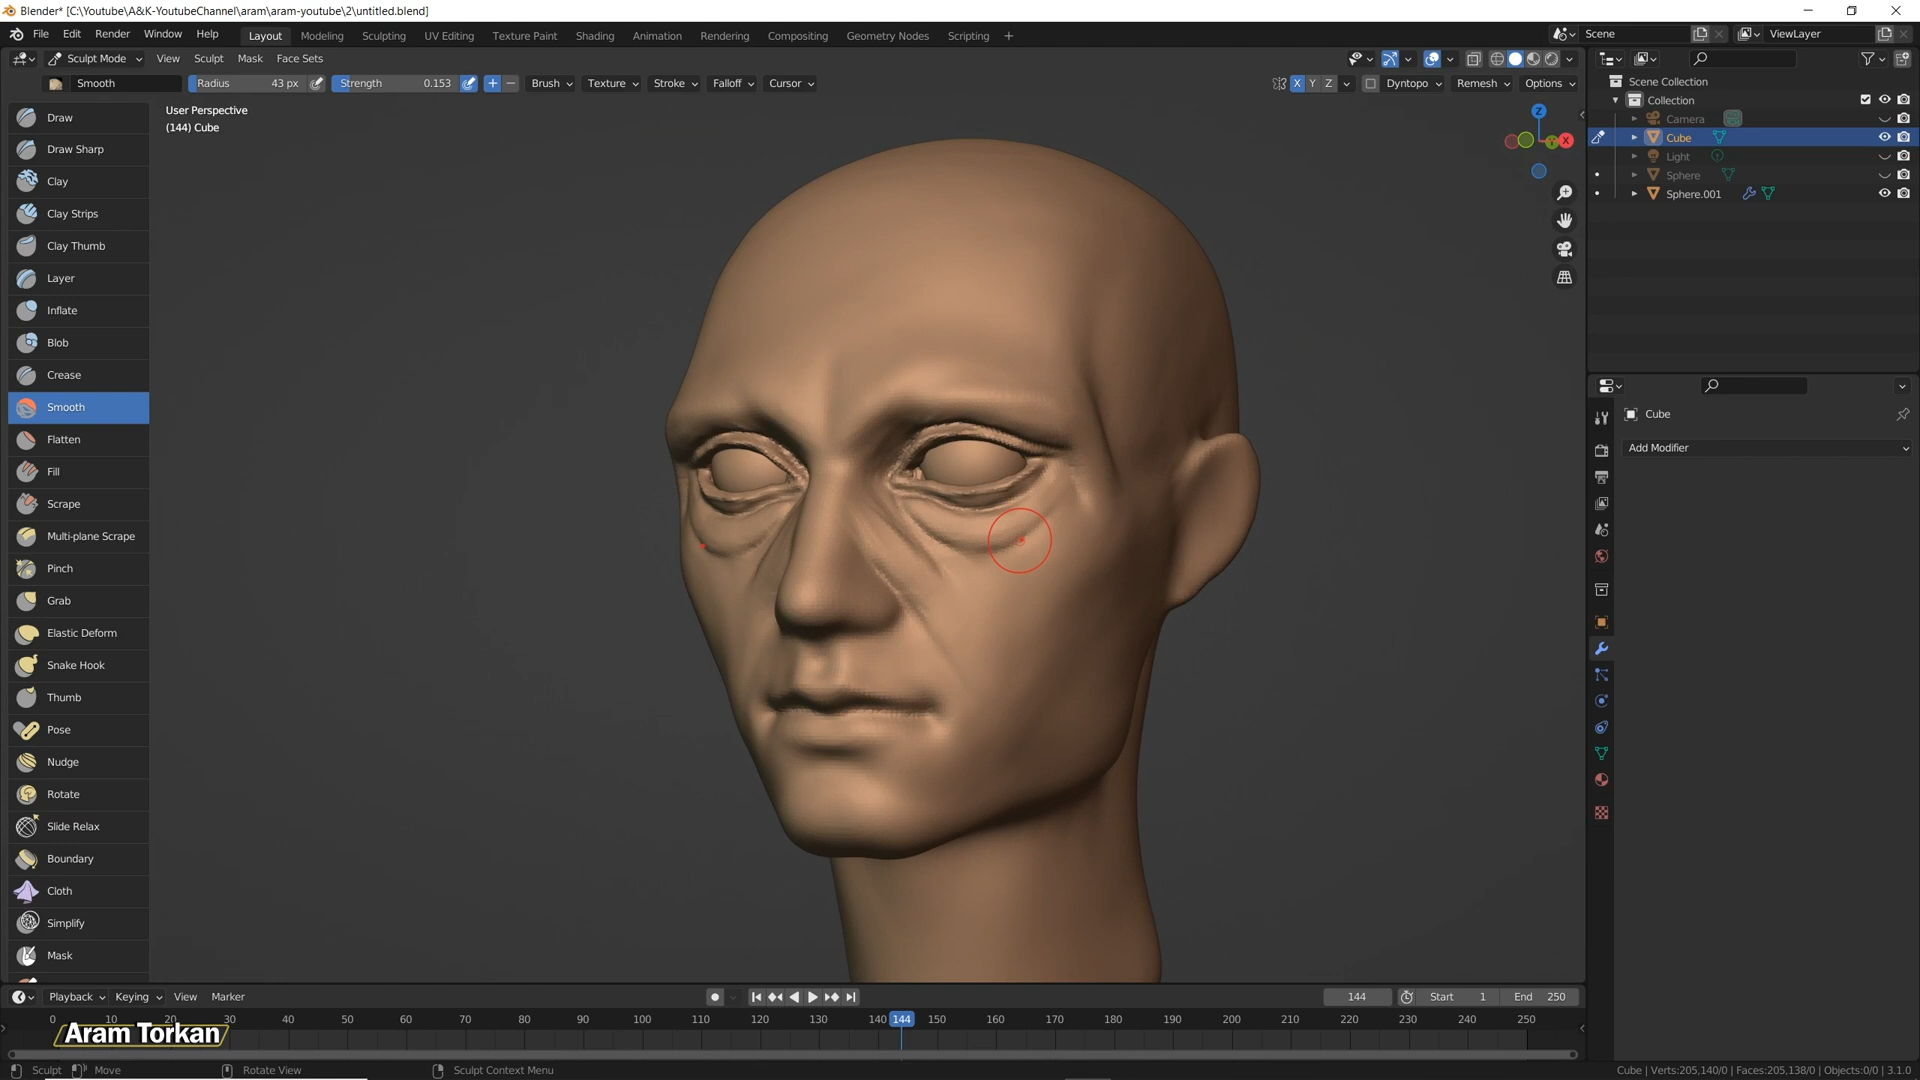 Blender* [C:\Youtube\A&K-YoutubeChannel\aram\aram-youtube\2\untitled.blend]
File Edit Render Window Help Layout Modeling Sculpting UV Editing Texture Paint Shading Animation Rendering Compositing Geometry Nodes Scripting + Scene ViewLayer
Sculpt Mode View Sculpt Mask Face Sets
Smooth Radius 43 px Strength 0.153 + − Brush Texture Stroke Falloff Cursor X Y Z Dyntopo Remesh Options
User Perspective
(144) Cube
Z
Y X
Draw
Draw Sharp
Clay
Clay Strips
Clay Thumb
Layer
Inflate
Blob
Crease
Smooth
Flatten
Fill
Scrape
Multi-plane Scrape
Pinch
Grab
Elastic Deform
Snake Hook
Thumb
Pose
Nudge
Rotate
Slide Relax
Boundary
Cloth
Simplify
Mask
Scene Collection
Collection
Camera
Cube
Light
Sphere
Sphere.001
Cube
Add Modifier
Playback Keying View Marker 144 Start 1 End 250
0 10 20 30 40 50 60 70 80 90 100 110 120 130 140 144 150 160 170 180 190 200 210 220 230 240 250
Aram Torkan
Sculpt Move Rotate View Sculpt Context Menu Cube | Verts:205,140/0 | Faces:205,138/0 | Objects:0/0 | 3.1.0